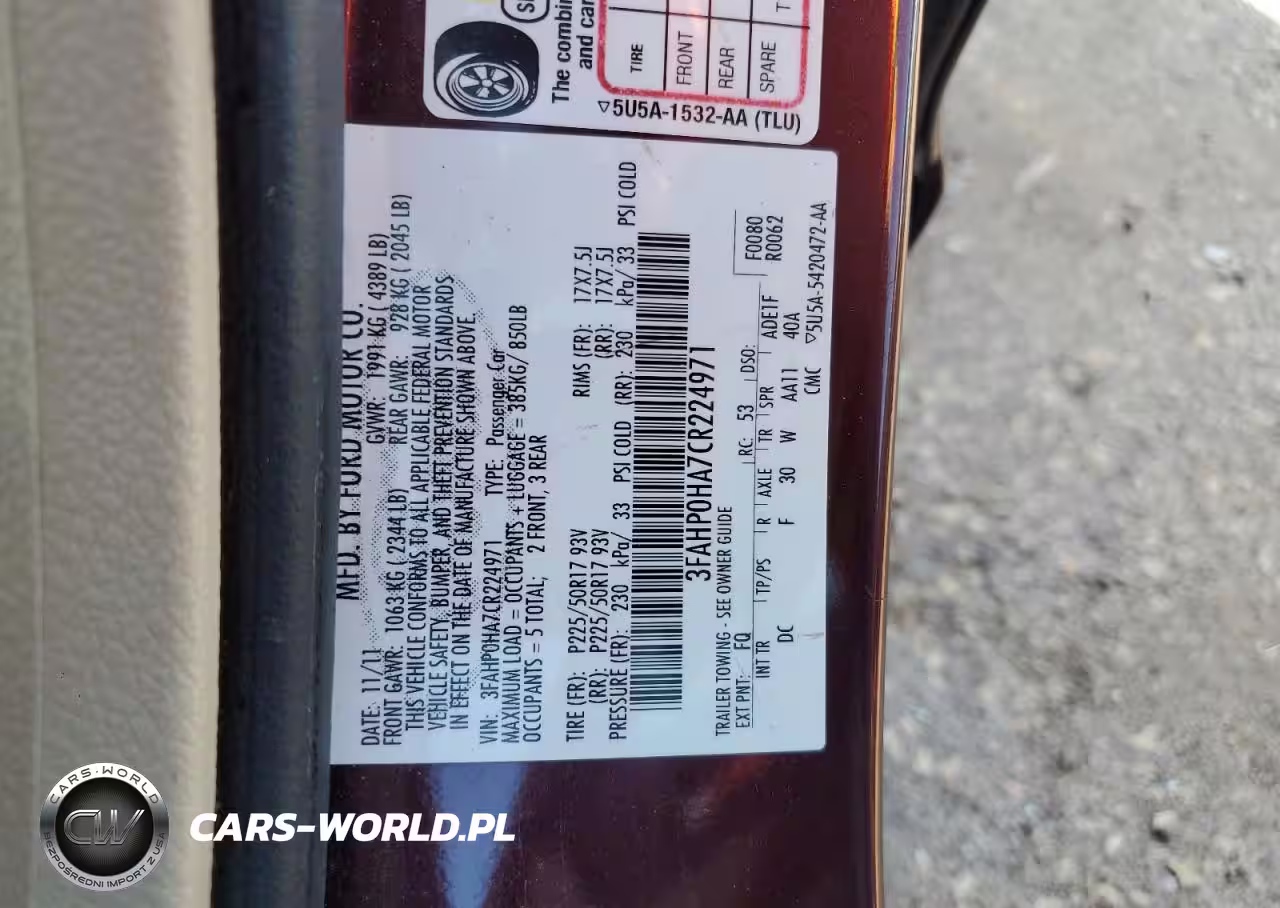 The combin
and car
TIRE
FRONT
REAR
SPARE
▽5U5A-1532-AA (TLU)
MFD. BY FORD MOTOR CO.
DATE: 11/11 GVWR: 1991 KG ( 4389 LB)
FRONT GAWR: 1063 KG ( 2344 LB) REAR GAWR: 928 KG ( 2045 LB)
THIS VEHICLE CONFORMS TO ALL APPLICABLE FEDERAL MOTOR
VEHICLE SAFETY, BUMPER, AND THEFT PREVENTION STANDARDS
IN EFFECT ON THE DATE OF MANUFACTURE SHOWN ABOVE.
VIN: 3FAHP0HA7CR224971 TYPE: Passenger Car
MAXIMUM LOAD = OCCUPANTS + LUGGAGE = 385KG/ 850LB
OCCUPANTS = 5 TOTAL; 2 FRONT, 3 REAR
TIRE (FR): P225/50R17 93V RIMS (FR): 17X7.5J
(RR): P225/50R17 93V (RR): 17X7.5J
PRESSURE (FR): 230 kPa/ 33 PSI COLD (RR): 230 kPa/ 33 PSI COLD
3FAHP0HA7CR224971
TRAILER TOWING - SEE OWNER GUIDE F0080
EXT PNT: FQ RC: 53 DSO: R0062
INT TR TP/PS R AXLE TR SPR ADE1F
DC F 30 W AA11 40A
CMC ▽5U5A-5420472-AA
CARS-WORLD
CW
BEZPOŚREDNI IMPORT Z USA
CARS-WORLD.PL